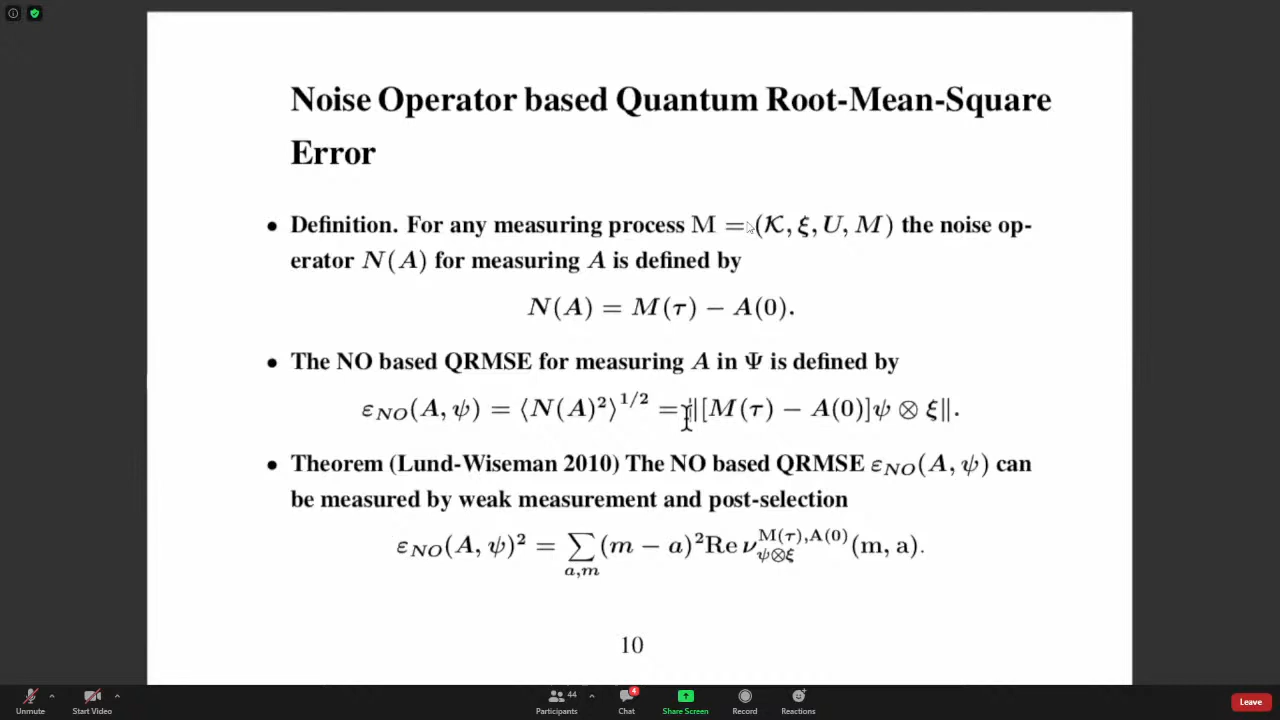 Noise Operator based Quantum Root-Mean-Square
Error
• Definition. For any measuring process M = (𝒦, ξ, U, M) the noise op-
erator N(A) for measuring A is defined by
N(A) = M(τ) − A(0).
• The NO based QRMSE for measuring A in Ψ is defined by
ε_NO(A, ψ) = ⟨N(A)²⟩^{1/2} = ‖[M(τ) − A(0)]ψ ⊗ ξ‖.
• Theorem (Lund-Wiseman 2010) The NO based QRMSE ε_NO(A, ψ) can
be measured by weak measurement and post-selection
ε_NO(A, ψ)² = ∑_{a,m} (m − a)² Re ν_{ψ⊗ξ}^{M(τ),A(0)}(m, a).
10
44
4
Unmute
Start Video
Participants
Chat
Share Screen
Record
Reactions
Leave